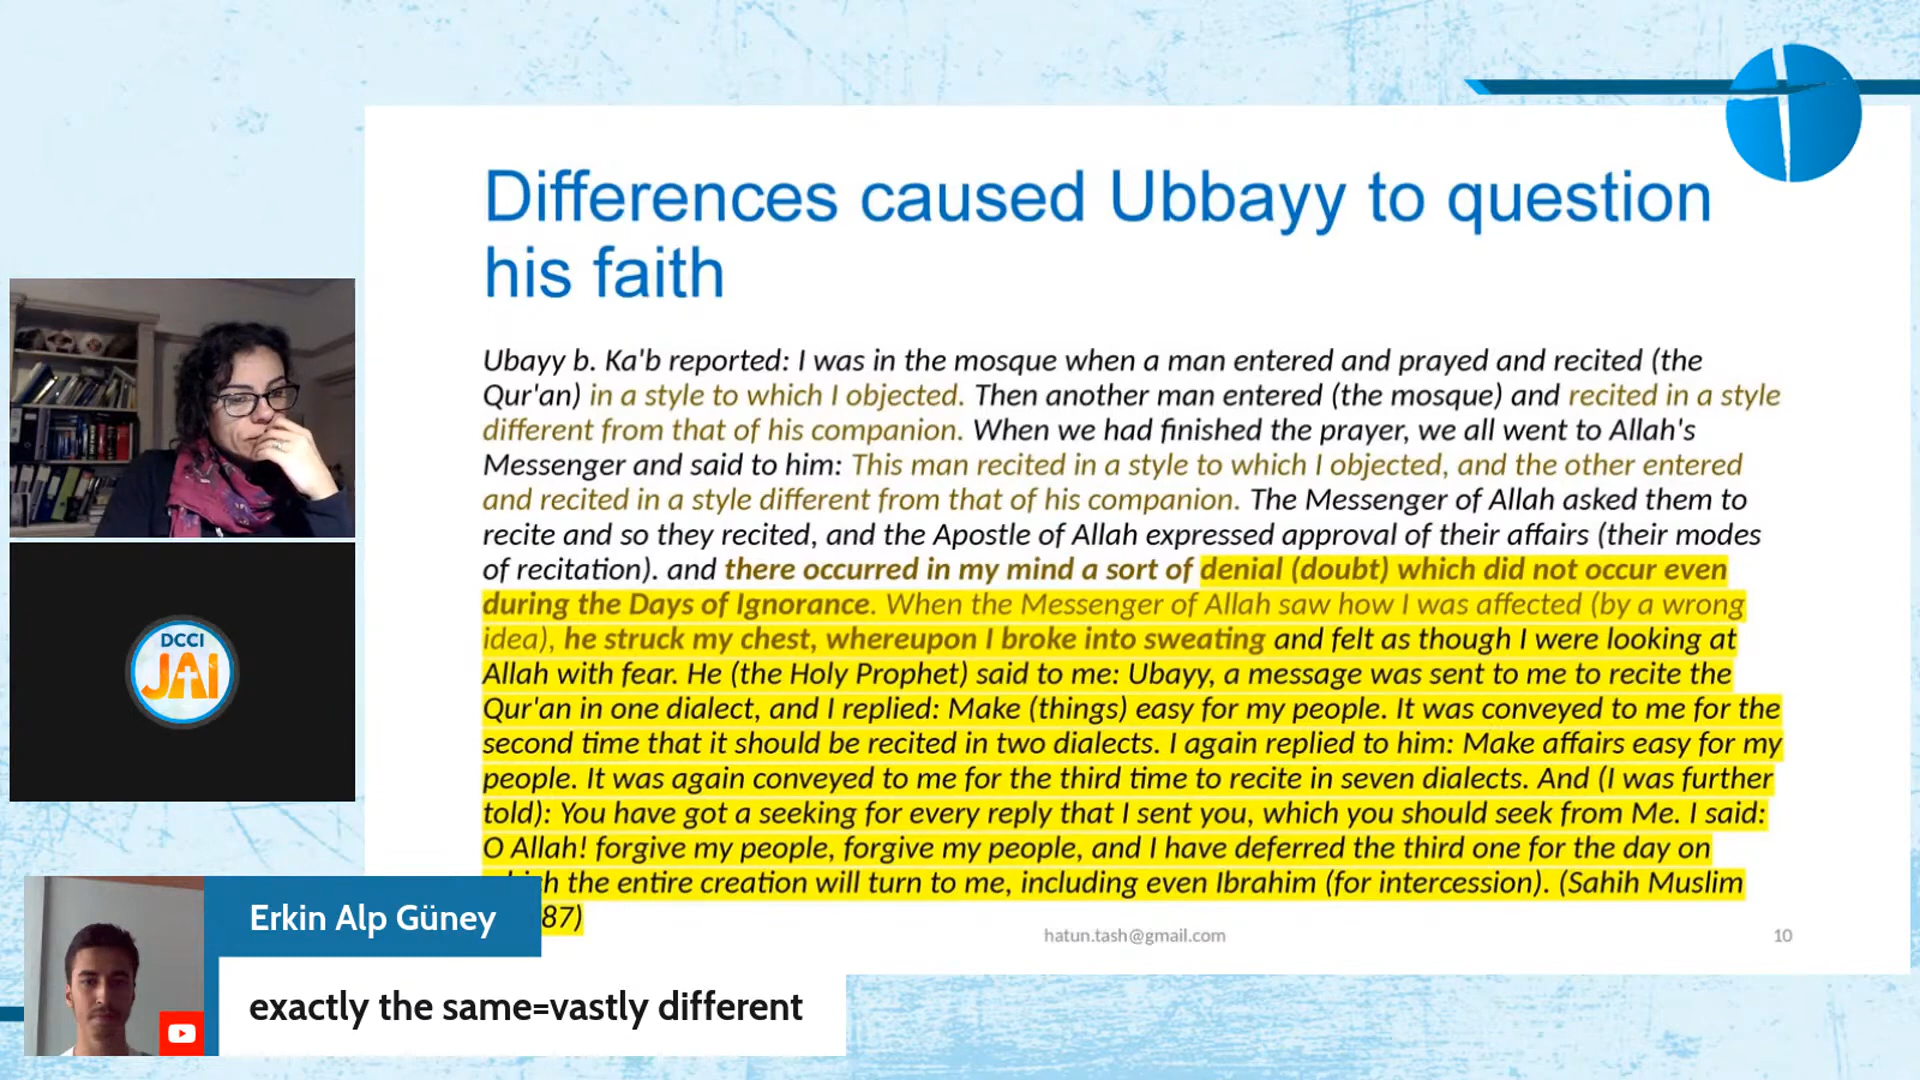 Differences caused Ubbayy to question
his faith
Ubayy b. Ka'b reported: I was in the mosque when a man entered and prayed and recited (the
Qur'an) in a style to which I objected. Then another man entered (the mosque) and recited in a style
different from that of his companion. When we had finished the prayer, we all went to Allah's
Messenger and said to him: This man recited in a style to which I objected, and the other entered
and recited in a style different from that of his companion. The Messenger of Allah asked them to
recite and so they recited, and the Apostle of Allah expressed approval of their affairs (their modes
of recitation). and there occurred in my mind a sort of denial (doubt) which did not occur even
during the Days of Ignorance. When the Messenger of Allah saw how I was affected (by a wrong
idea), he struck my chest, whereupon I broke into sweating and felt as though I were looking at
Allah with fear. He (the Holy Prophet) said to me: Ubayy, a message was sent to me to recite the
Qur'an in one dialect, and I replied: Make (things) easy for my people. It was conveyed to me for the
second time that it should be recited in two dialects. I again replied to him: Make affairs easy for my
people. It was again conveyed to me for the third time to recite in seven dialects. And (I was further
told): You have got a seeking for every reply that I sent you, which you should seek from Me. I said:
O Allah! forgive my people, forgive my people, and I have deferred the third one for the day on
the entire creation will turn to me, including even Ibrahim (for intercession). (Sahih Muslim
87)
hatun.tash@gmail.com
10
DCCI
JAI
Erkin Alp Güney
exactly the same=vastly different